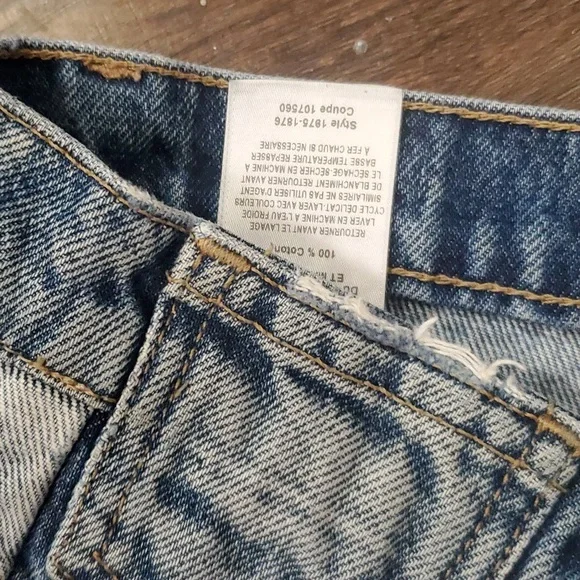 ET
100 % Coton
RETOURNER AVANT LE LAVAGE
LAVER EN MACHINE A L'EAU FROIDE
CYCLE DELICAT-LAVER AVEC COULEURS
SIMILAIRES NE PAS UTILISER D'AGENT
DE BLANCHIMENT RETOURNER AVANT
LE SECHAGE-SECHER EN MACHINE A
BASSE TEMPERATURE REPASSER
A FER CHAUD SI NECESSAIRE
Style 1975-1876
Coupe 107560